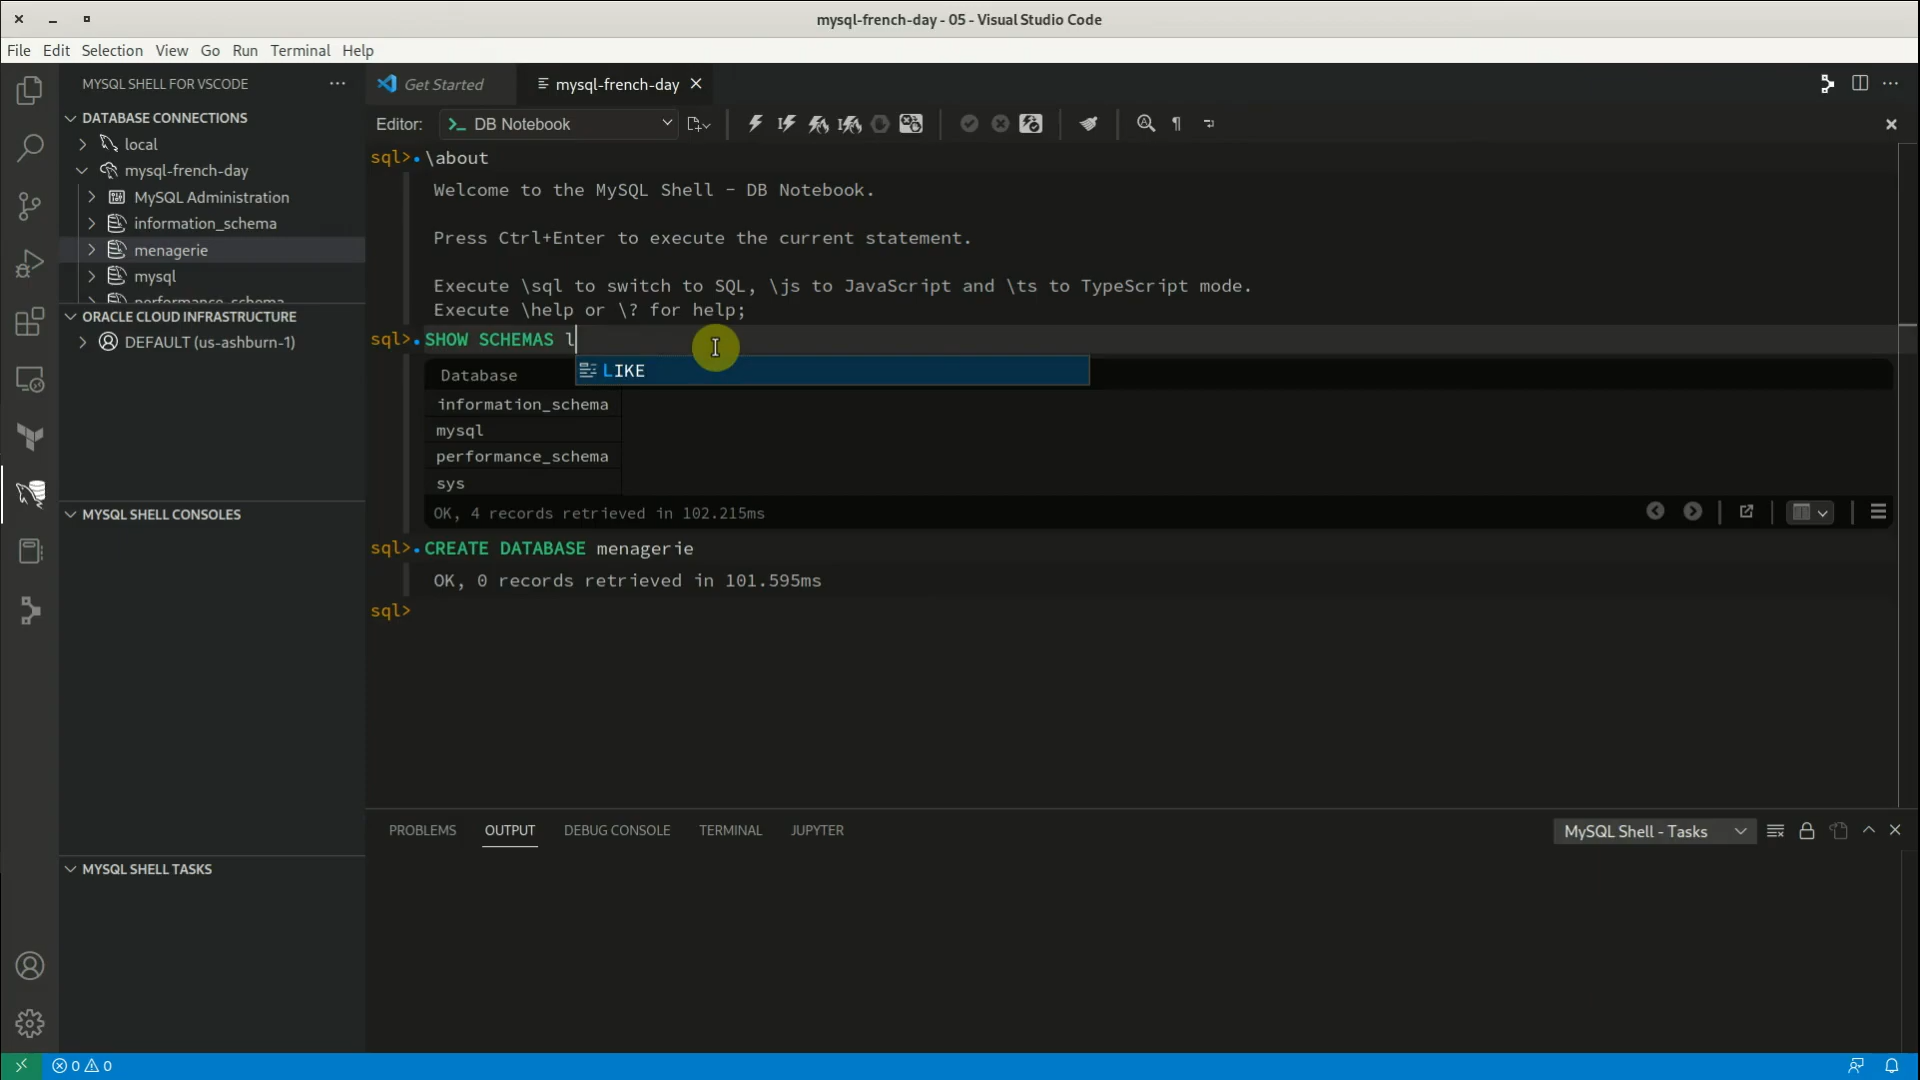 mysql-french-day - 05 - Visual Studio Code
File Edit Selection View Go Run Terminal Help
MYSQL SHELL FOR VSCODE
DATABASE CONNECTIONS
local
mysql-french-day
MySQL Administration
information_schema
menagerie
mysql
performance_schema
ORACLE CLOUD INFRASTRUCTURE
DEFAULT (us-ashburn-1)
MYSQL SHELL CONSOLES
MYSQL SHELL TASKS
Get Started
mysql-french-day
Editor: DB Notebook
sql> \about
Welcome to the MySQL Shell - DB Notebook.
Press Ctrl+Enter to execute the current statement.
Execute \sql to switch to SQL, \js to JavaScript and \ts to TypeScript mode.
Execute \help or \? for help;
sql> SHOW SCHEMAS l
LIKE
Database
information_schema
mysql
performance_schema
sys
OK, 4 records retrieved in 102.215ms
sql> CREATE DATABASE menagerie
OK, 0 records retrieved in 101.595ms
sql>
PROBLEMS OUTPUT DEBUG CONSOLE TERMINAL JUPYTER
MySQL Shell - Tasks
0 0